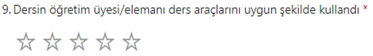 9. Dersin öğretim üyesi/elemanı ders araçlarını uygun şekilde kullandı *